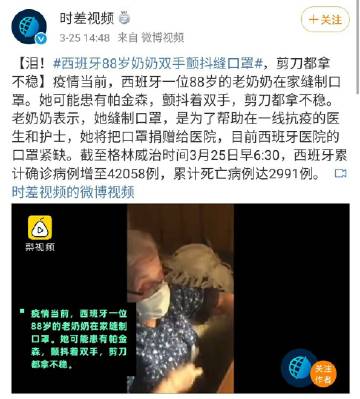 时差视频
3-25 14:48 来自 微博视频
+关注
【泪！#西班牙88岁奶奶双手颤抖缝口罩#，剪刀都拿
不稳】疫情当前，西班牙一位88岁的老奶奶在家缝制
口罩。她可能患有帕金森，颤抖着双手，剪刀都拿不稳。
老奶奶表示，她缝制口罩，是为了帮助在一线抗疫的医
生和护士，她将把口罩捐赠给医院，目前西班牙医院的
口罩紧缺。截至格林威治时间3月25日早6:30，西班牙累
计确诊病例增至42058例，累计死亡病例达2991例。
时差视频的微博视频
梨视频
疫情当前，西班牙一位
88岁的老奶奶在家缝制
口罩。她可能患有帕金
森，颤抖着双手，剪刀
都拿不稳。
关注
作者